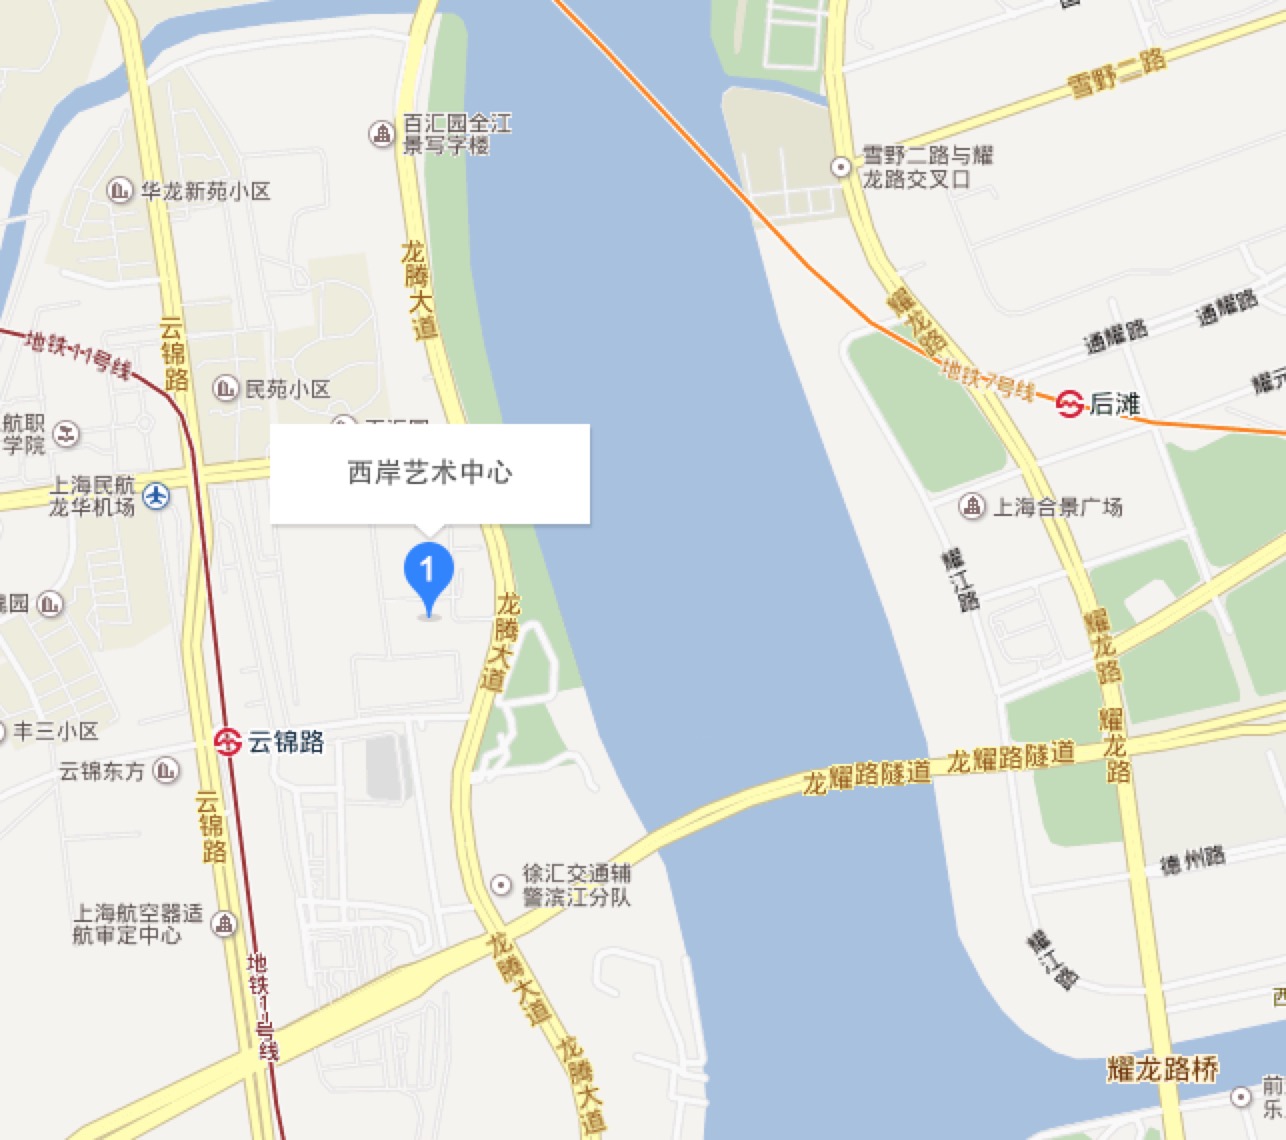 雪野二路
百汇园全江
景写字楼
雪野二路与耀
龙路交叉口
华龙新苑小区
龙腾大道
云锦路
耀龙路
通耀路
通耀路
地铁11号线
地铁7号线
后滩
民苑小区
航职
学院
西岸艺术中心
上海民航
龙华机场
上海合景广场
1
耀江路
龙腾大道
耀龙路
园
丰三小区
云锦路
耀龙路
龙耀路隧道
龙耀路隧道
云锦东方
云锦路
德州路
徐汇交通辅
警滨江分队
上海航空器适
航审定中心
龙腾大道
耀江路
地铁11号线
龙腾大道
耀龙路桥
前
乐